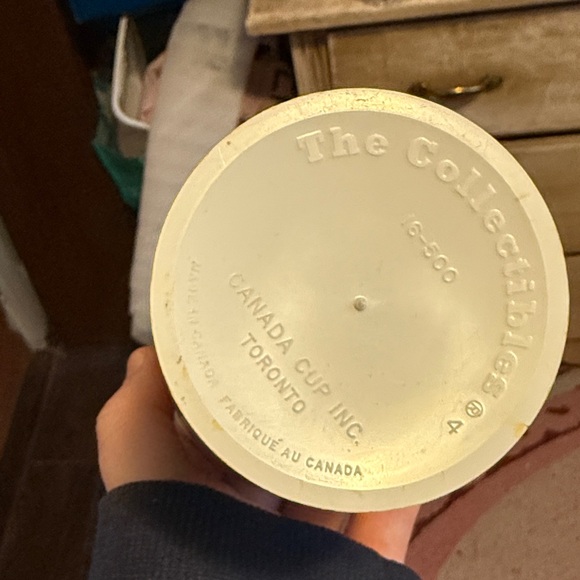 The Collectibles® 4
16-500
CANADA CUP INC.
TORONTO
MADE IN CANADA FABRIQUÉ AU CANADA